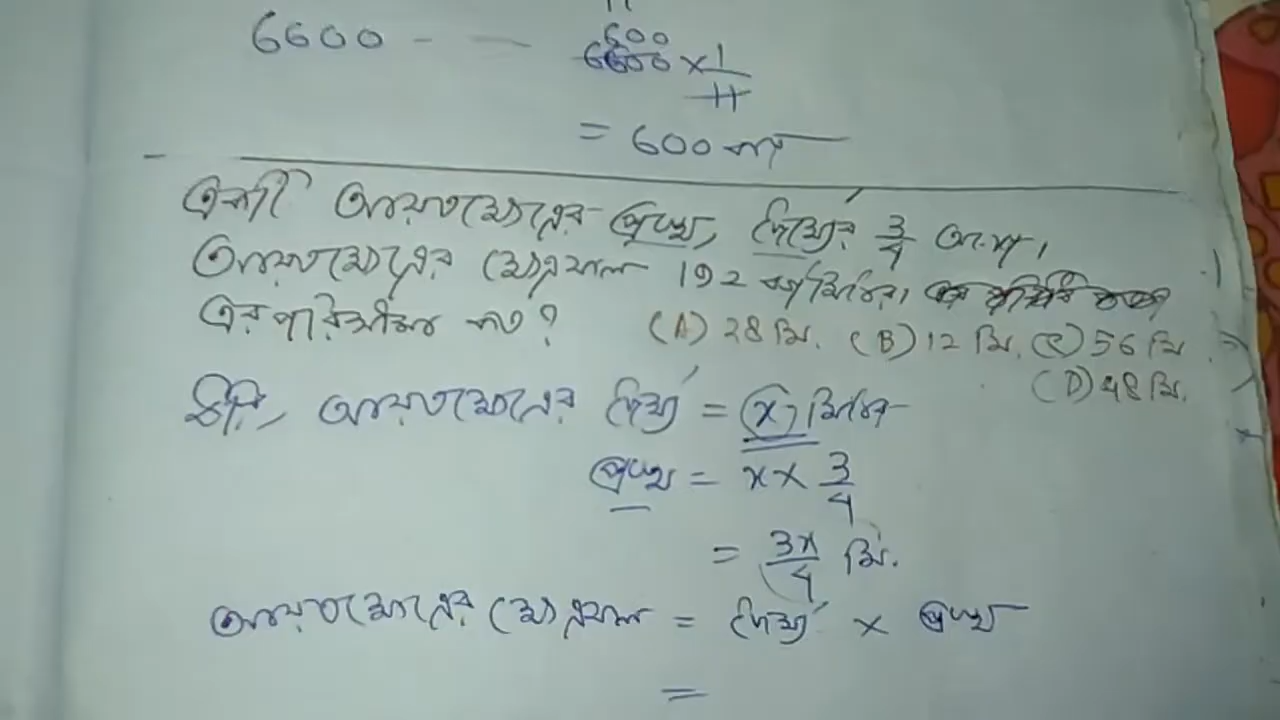 6600 - —
600
6600 × 1/11
= 600
একটি আয়তক্ষেত্রের প্রস্থ, দৈর্ঘ্যের 3/4 অংশ,
আয়তক্ষেত্রের ক্ষেত্রফল 192 বর্গমিটার,
এর পরিসীমা কত? (A) 28 মি. (B) 12 মি. (C) 56 মি
(D) 48 মি.
ধরি, আয়তক্ষেত্রের দৈর্ঘ্য = (x) মিটার
প্রস্থ = x × 3/4
= 3x/4 মি.
আয়তক্ষেত্রের ক্ষেত্রফল = দৈর্ঘ্য × প্রস্থ
=